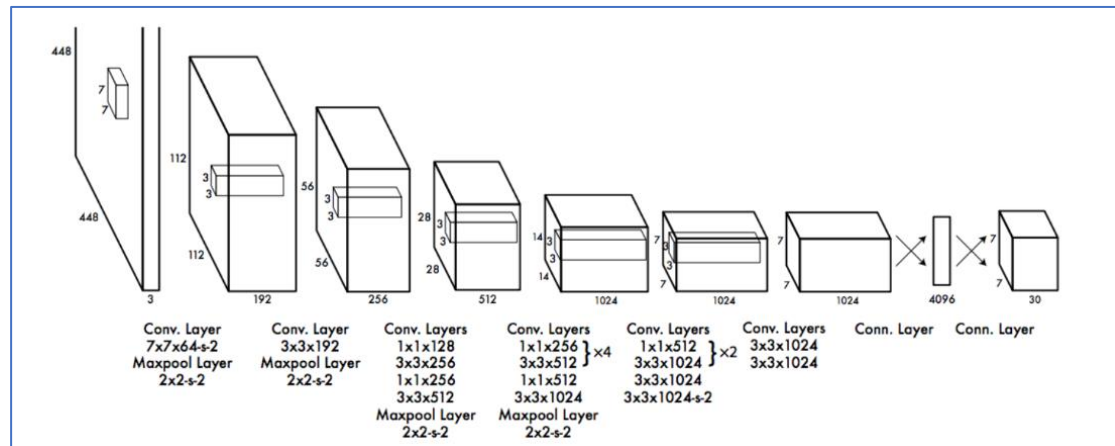 448
7
7
448
3
112
3
3
112
192
56
3
3
56
256
28
3
3
28
512
14
3
3
14
1024
7
3
3
7
1024
7
7
1024
4096
7
7
30
Conv. Layer
7x7x64-s-2
Maxpool Layer
2x2-s-2
Conv. Layer
3x3x192
Maxpool Layer
2x2-s-2
Conv. Layers
1x1x128
3x3x256
1x1x256
3x3x512
Maxpool Layer
2x2-s-2
Conv. Layers
1x1x256
3x3x512 } ×4
1x1x512
3x3x1024
Maxpool Layer
2x2-s-2
Conv. Layers
1x1x512
3x3x1024 } ×2
3x3x1024
3x3x1024-s-2
Conv. Layers
3x3x1024
3x3x1024
Conn. Layer
Conn. Layer